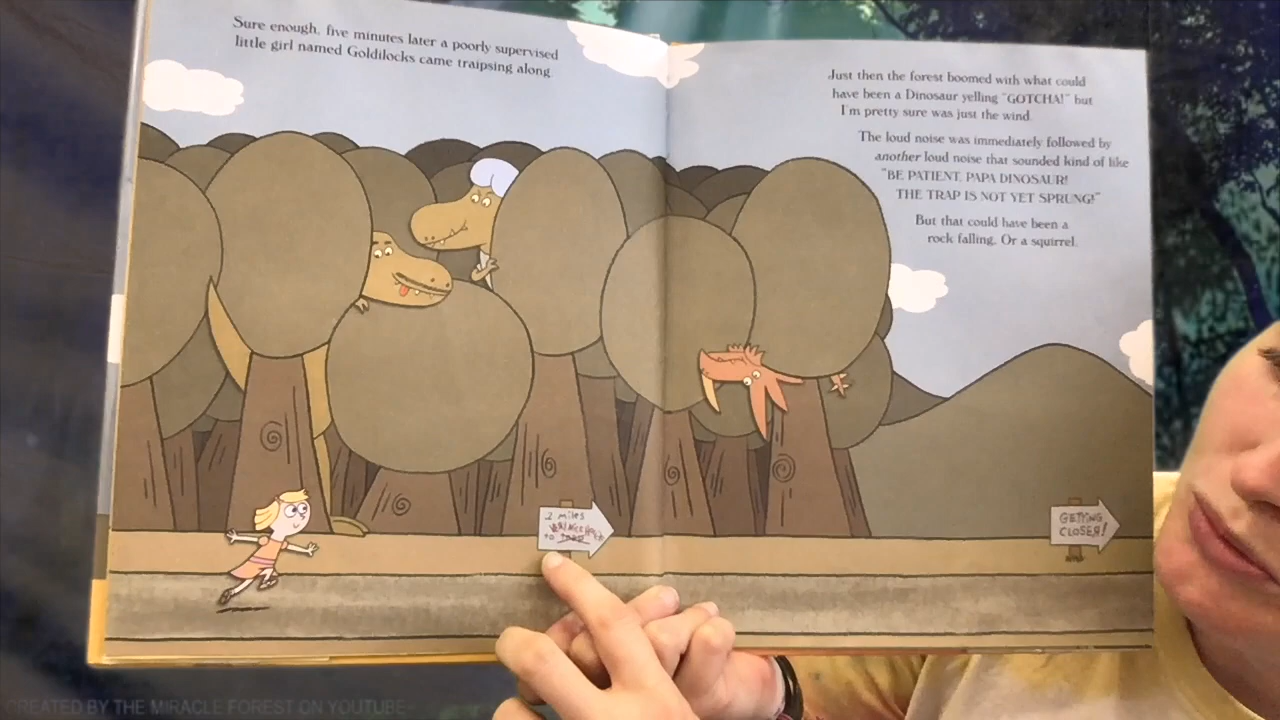 Sure enough, five minutes later a poorly supervised
little girl named Goldilocks came traipsing along.
Just then the forest boomed with what could
have been a Dinosaur yelling "GOTCHA!" but
I'm pretty sure was just the wind.
The loud noise was immediately followed by
another loud noise that sounded kind of like
"BE PATIENT, PAPA DINOSAUR!
THE TRAP IS NOT YET SPRUNG!"
But that could have been a
rock falling. Or a squirrel.
2 miles
to
GETTING
CLOSER!
CREATED BY THE MIRACLE FOREST ON YOUTUBE